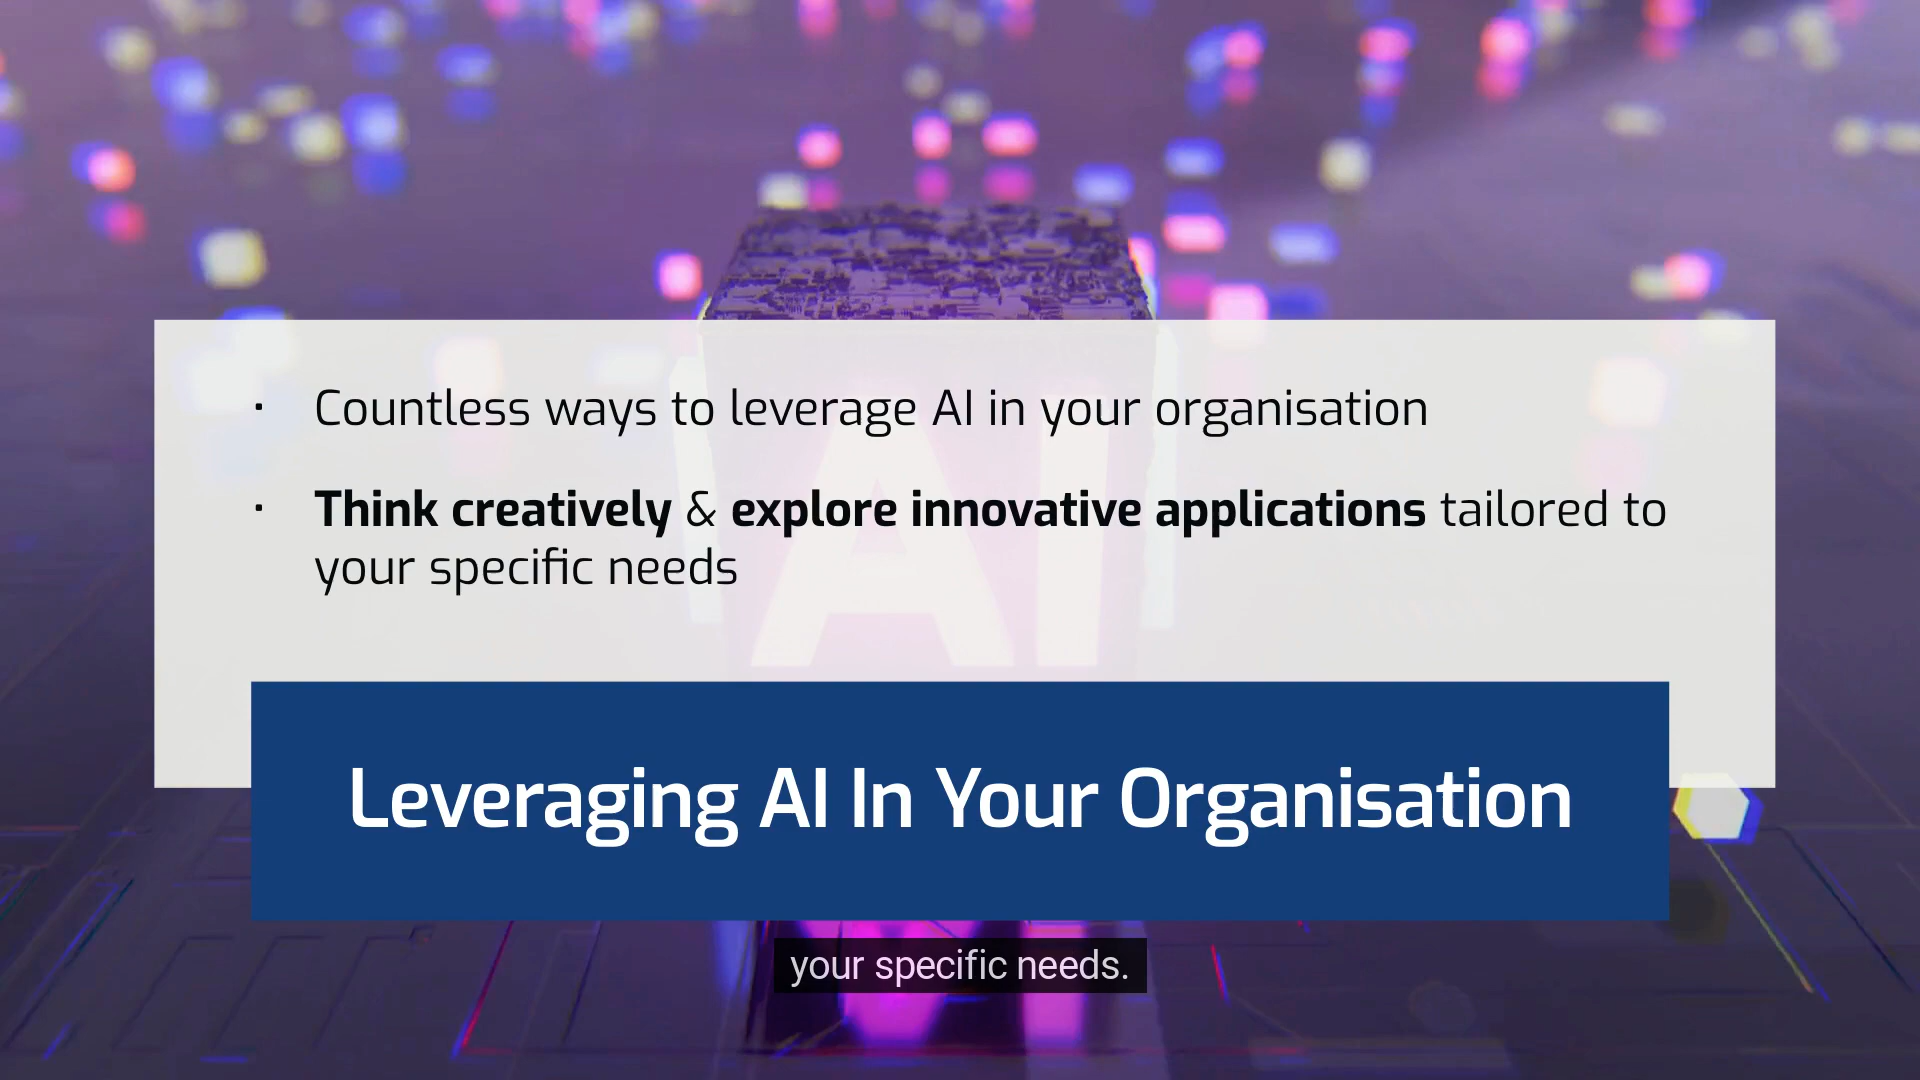 · Countless ways to leverage AI in your organisation
· Think creatively & explore innovative applications tailored to
your specific needs
AI
Leveraging AI In Your Organisation
your specific needs.